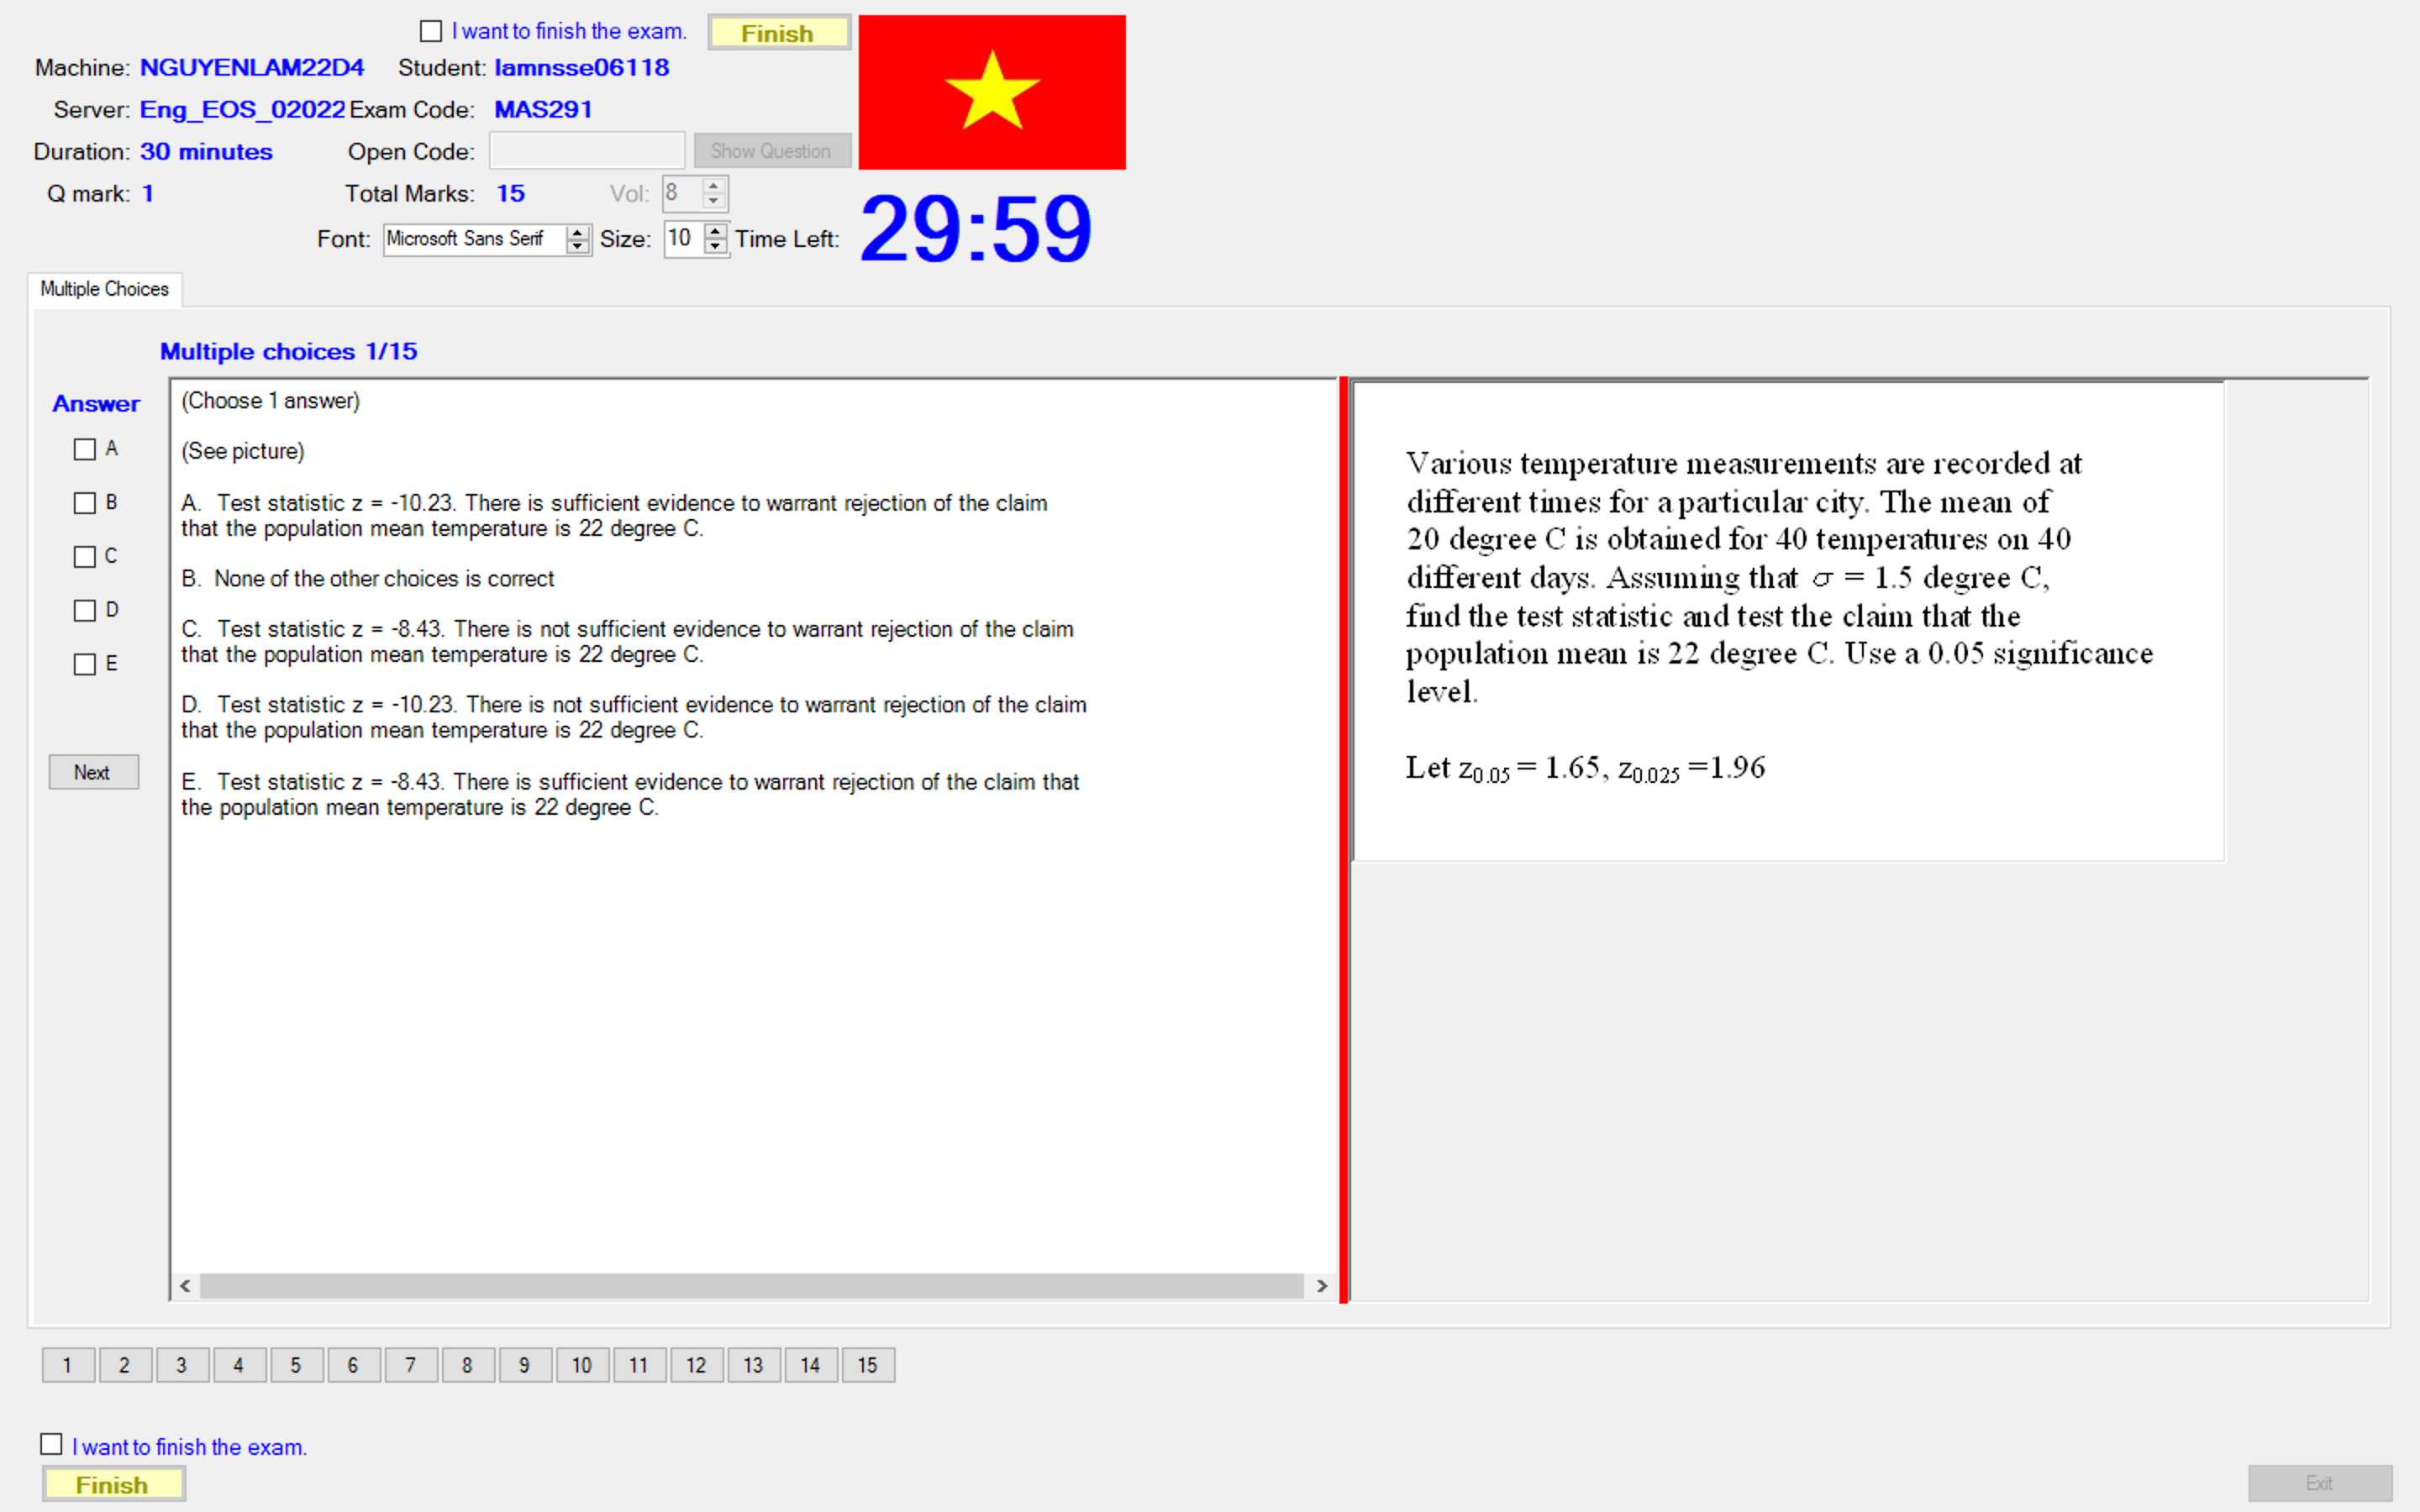 I want to finish the exam.
Finish
Machine: NGUYENLAM22D4 Student: lamnsse06118
Server: Eng_EOS_02022 Exam Code: MAS291
Duration: 30 minutes Open Code: Show Question
Q mark: 1 Total Marks: 15 Vol: 8
Font: Microsoft Sans Serif Size: 10 Time Left: 29:59
Multiple Choices
Multiple choices 1/15
Answer
A
B
C
D
E
Next
(Choose 1 answer)
(See picture)
A. Test statistic z = -10.23. There is sufficient evidence to warrant rejection of the claim
that the population mean temperature is 22 degree C.
B. None of the other choices is correct
C. Test statistic z = -8.43. There is not sufficient evidence to warrant rejection of the claim
that the population mean temperature is 22 degree C.
D. Test statistic z = -10.23. There is not sufficient evidence to warrant rejection of the claim
that the population mean temperature is 22 degree C.
E. Test statistic z = -8.43. There is sufficient evidence to warrant rejection of the claim that
the population mean temperature is 22 degree C.
Various temperature measurements are recorded at
different times for a particular city. The mean of
20 degree C is obtained for 40 temperatures on 40
different days. Assuming that σ = 1.5 degree C,
find the test statistic and test the claim that the
population mean is 22 degree C. Use a 0.05 significance
level.
Let z0.05 = 1.65, z0.025 =1.96
1 2 3 4 5 6 7 8 9 10 11 12 13 14 15
I want to finish the exam.
Finish
Exit